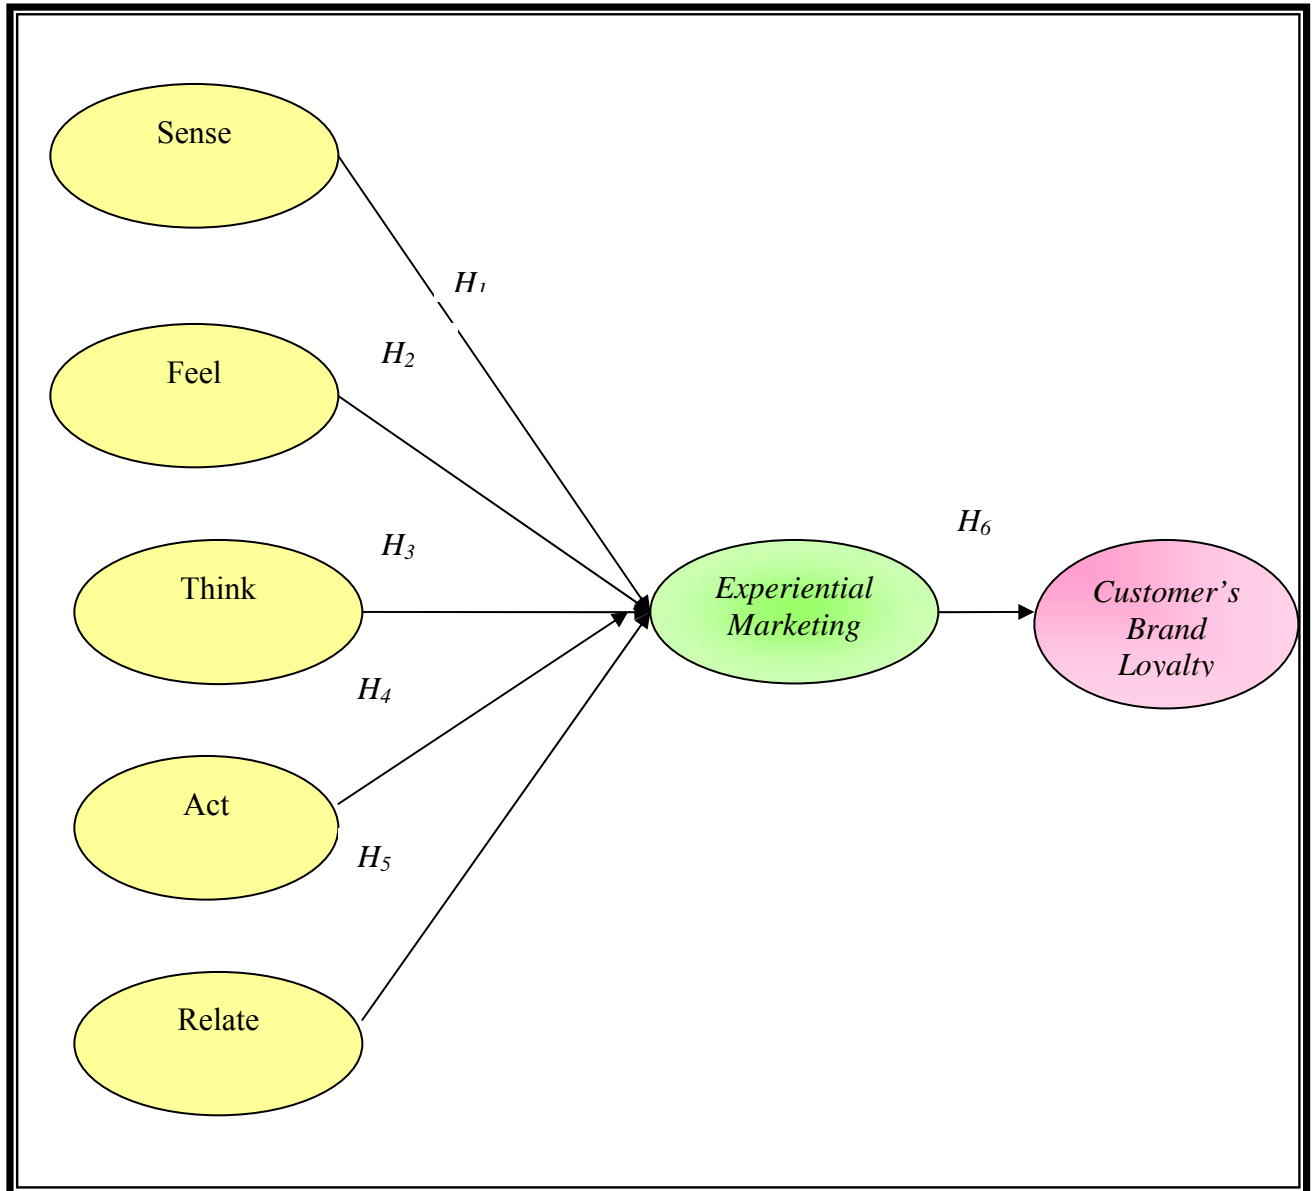 Sense
H₁
H₂
Feel
H₃
Think
H₄
Act
H₅
Relate
Experiential
Marketing
H₆
Customer’s
Brand
Loyalty